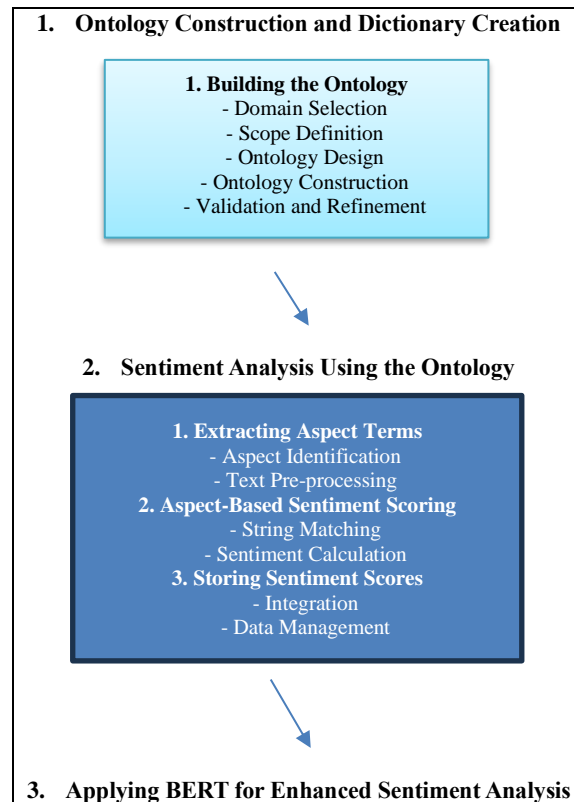 1. Ontology Construction and Dictionary Creation
1. Building the Ontology
- Domain Selection
- Scope Definition
- Ontology Design
- Ontology Construction
- Validation and Refinement
2. Sentiment Analysis Using the Ontology
1. Extracting Aspect Terms
- Aspect Identification
- Text Pre-processing
2. Aspect-Based Sentiment Scoring
- String Matching
- Sentiment Calculation
3. Storing Sentiment Scores
- Integration
- Data Management
3. Applying BERT for Enhanced Sentiment Analysis